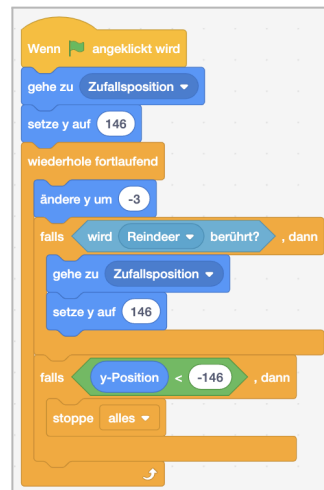 Wenn angeklickt wird
gehe zu Zufallsposition
setze y auf 146
wiederhole fortlaufend
ändere y um -3
falls wird Reindeer berührt? , dann
gehe zu Zufallsposition
setze y auf 146
falls y-Position < -146 , dann
stoppe alles